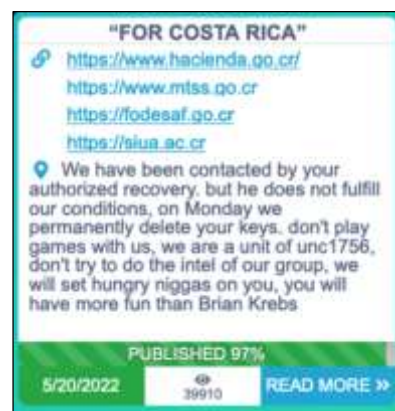 “FOR COSTA RICA”
https://www.hacienda.go.cr/
https://www.mtss.go.cr
https://fodesaf.go.cr
https://siua.ac.cr
We have been contacted by your
authorized recovery. but he does not fulfill
our conditions, on Monday we
permanently delete your keys. don't play
games with us, we are a unit of unc1756,
don't try to do the intel of our group, we
will set hungry niggas on you, you will
have more fun than Brian Krebs
PUBLISHED 97%
5/20/2022
39910
READ MORE »